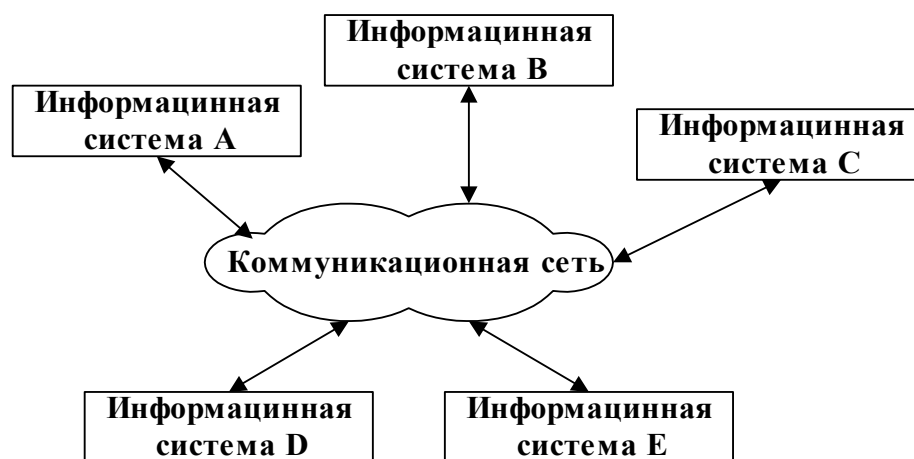 Информацинная
система B
Информацинная
система A
Информацинная
система C
Коммуникационная сеть
Информацинная
система D
Информацинная
система E